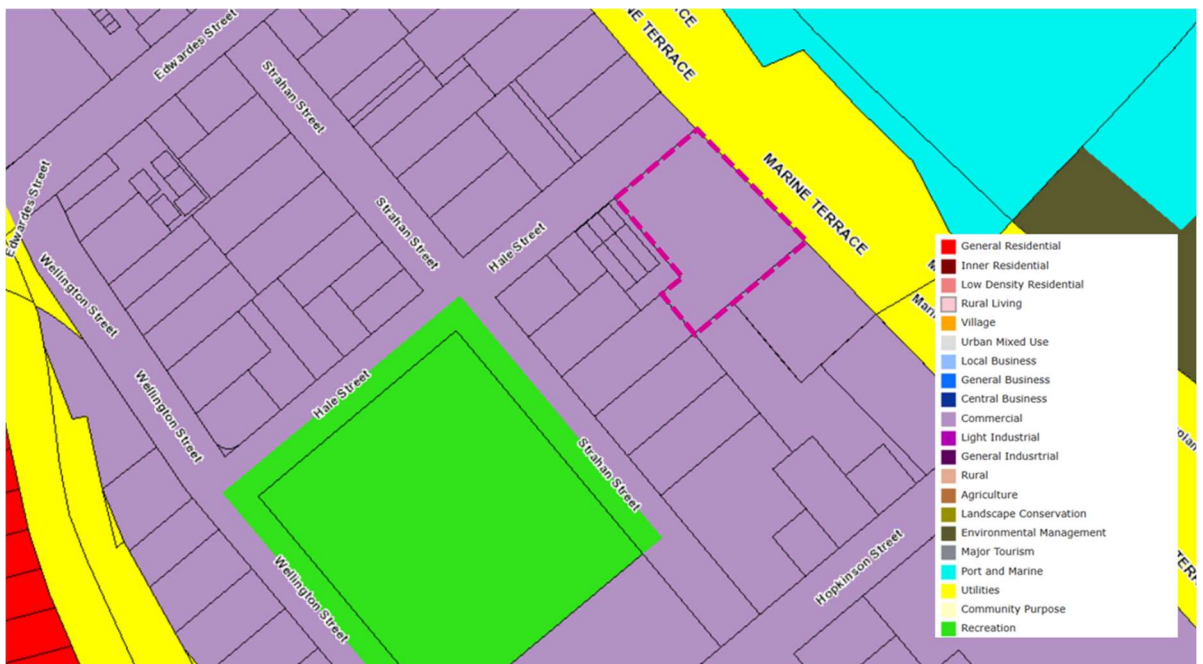 Edwardes Street
Strahan Street
NE TERRACE
MARINE TERRACE
Edwardes Street
Strahan Street
Hale Street
Wellington Street
Hale Street
Wellington Street
Strahan Street
Wellington Street
Hopkinson Street
General Residential
Inner Residential
Low Density Residential
Rural Living
Village
Urban Mixed Use
Local Business
General Business
Central Business
Commercial
Light Industrial
General Indusrtrial
Rural
Agriculture
Landscape Conservation
Environmental Management
Major Tourism
Port and Marine
Utilities
Community Purpose
Recreation